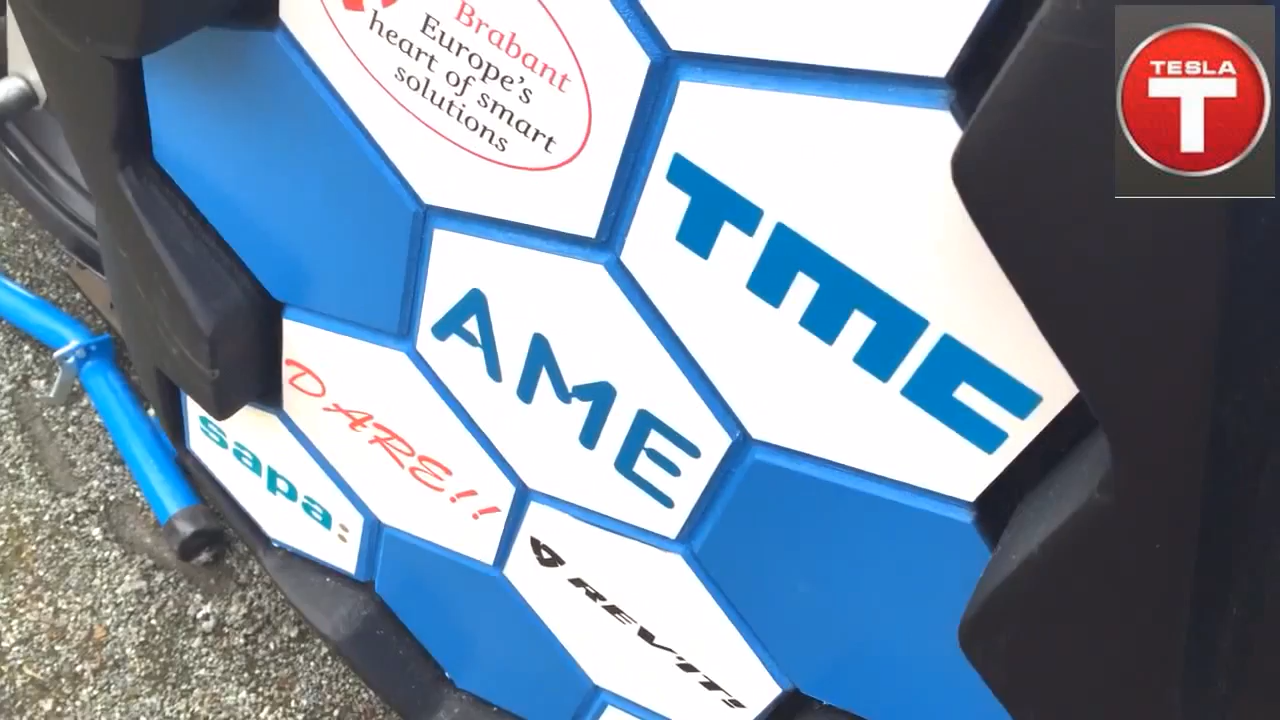 Brabant
Europe's
heart of smart
solutions
TESLA
T
TMC
AME
DARE!!
sapa:
REV'IT!